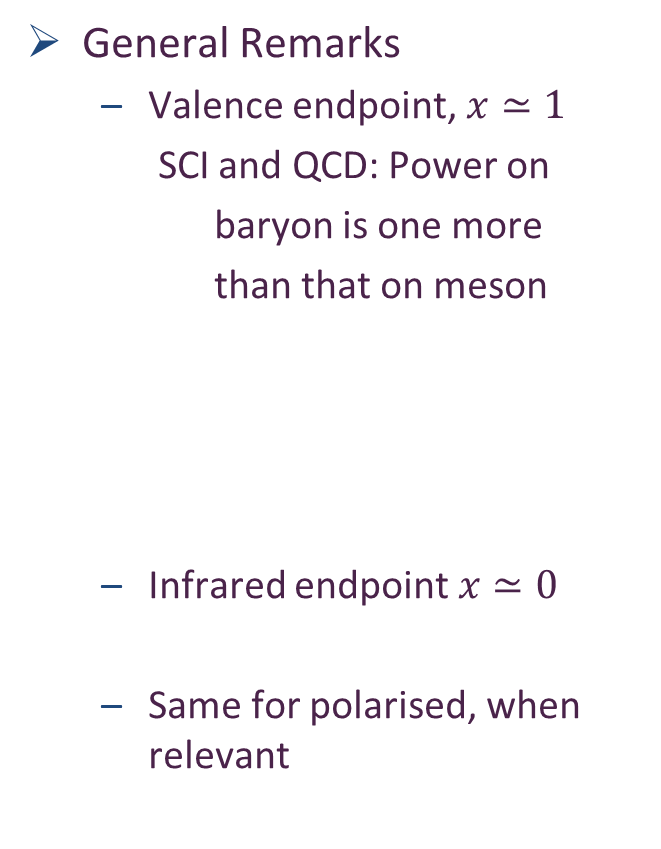 ➢ General Remarks
– Valence endpoint, 𝑥 ≃ 1
SCI and QCD: Power on
baryon is one more
than that on meson
– Infrared endpoint 𝑥 ≃ 0
– Same for polarised, when
relevant